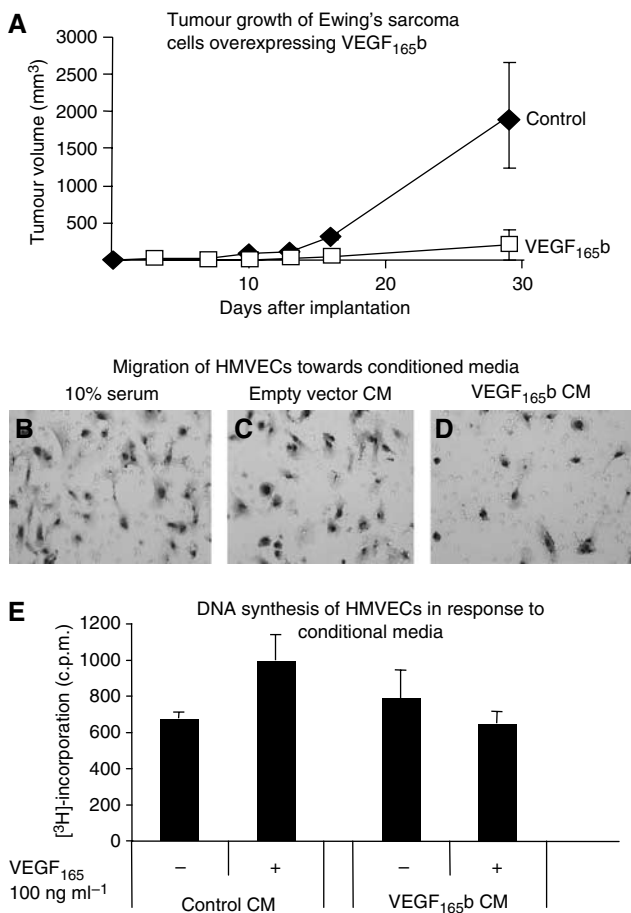 A
Tumour growth of Ewing's sarcoma
cells overexpressing VEGF165b
Tumour volume (mm3)
3000
2500
2000
1500
1000
500
Control
VEGF165b
10 20 30
Days after implantation
Migration of HMVECs towards conditioned media
10% serum Empty vector CM VEGF165b CM
B C D
E
DNA synthesis of HMVECs in response to
conditional media
[3H]-incorporation (c.p.m.)
1200
1000
800
600
400
200
0
VEGF165
100 ng ml−1
− + − +
Control CM VEGF165b CM